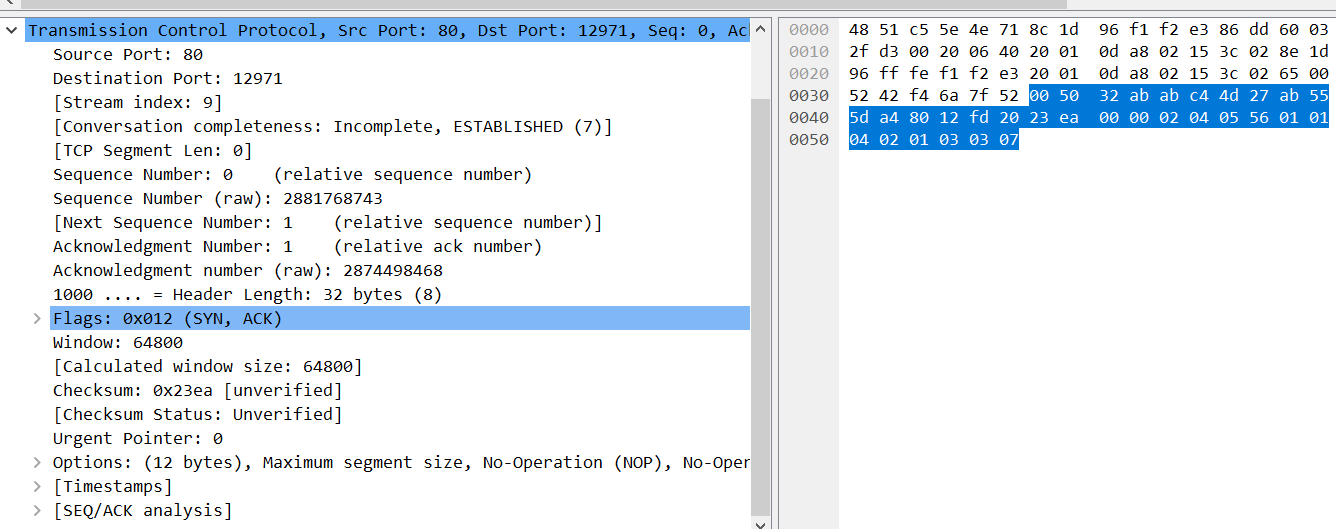 Transmission Control Protocol, Src Port: 80, Dst Port: 12971, Seq: 0, Ac
Source Port: 80
Destination Port: 12971
[Stream index: 9]
[Conversation completeness: Incomplete, ESTABLISHED (7)]
[TCP Segment Len: 0]
Sequence Number: 0    (relative sequence number)
Sequence Number (raw): 2881768743
[Next Sequence Number: 1    (relative sequence number)]
Acknowledgment Number: 1    (relative ack number)
Acknowledgment number (raw): 2874498468
1000 .... = Header Length: 32 bytes (8)
Flags: 0x012 (SYN, ACK)
Window: 64800
[Calculated window size: 64800]
Checksum: 0x23ea [unverified]
[Checksum Status: Unverified]
Urgent Pointer: 0
Options: (12 bytes), Maximum segment size, No-Operation (NOP), No-Oper
[Timestamps]
[SEQ/ACK analysis]
0000 48 51 c5 5e 4e 71 8c 1d 96 f1 f2 e3 86 dd 60 03
0010 2f d3 00 20 06 40 20 01 0d a8 02 15 3c 02 8e 1d
0020 96 ff fe f1 f2 e3 20 01 0d a8 02 15 3c 02 65 00
0030 52 42 f4 6a 7f 52 00 50 32 ab ab c4 4d 27 ab 55
0040 5d a4 80 12 fd 20 23 ea 00 00 02 04 05 56 01 01
0050 04 02 01 03 03 07